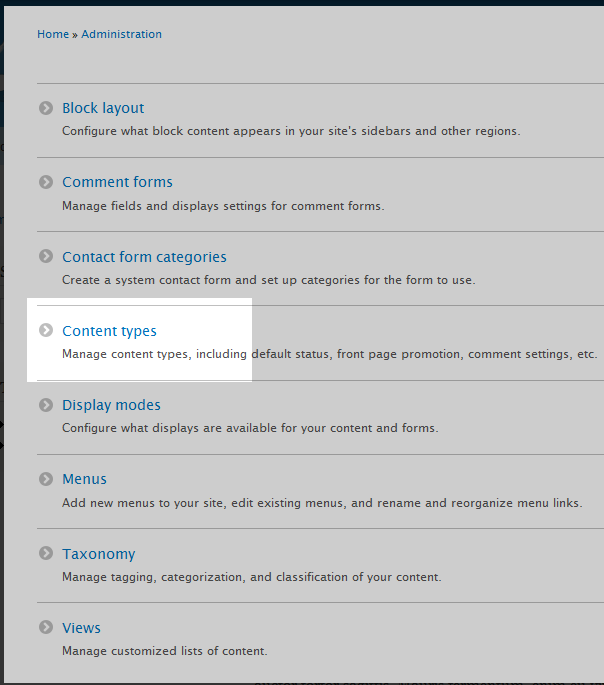 Home » Administration
Block layout
Configure what block content appears in your site's sidebars and other regions.
Comment forms
Manage fields and displays settings for comment forms.
Contact form categories
Create a system contact form and set up categories for the form to use.
Content types
Manage content types, including default status, front page promotion, comment settings, etc.
Display modes
Configure what displays are available for your content and forms.
Menus
Add new menus to your site, edit existing menus, and rename and reorganize menu links.
Taxonomy
Manage tagging, categorization, and classification of your content.
Views
Manage customized lists of content.